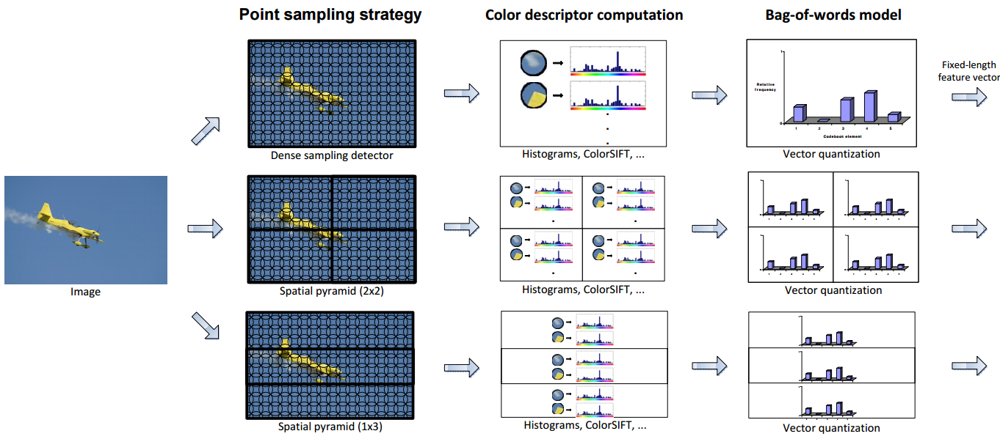 Point sampling strategy
Color descriptor computation
Bag-of-words model
Dense sampling detector
Histograms, ColorSIFT, ...
1
Relative
frequency
0
1 2 3 4 5
Codebook element
Vector quantization
Fixed-length
feature vector
Image
Spatial pyramid (2x2)
Histograms, ColorSIFT, ...
Vector quantization
Spatial pyramid (1x3)
Histograms, ColorSIFT, ...
Vector quantization